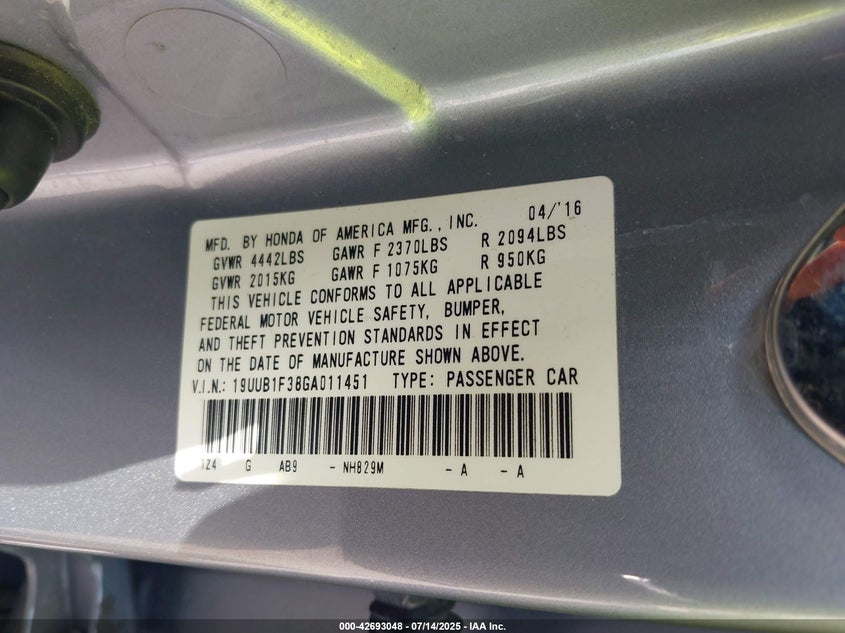 MFD. BY HONDA OF AMERICA MFG., INC. 04/'16
GVWR 4442LBS GAWR F 2370LBS R 2094LBS
GVWR 2015KG GAWR F 1075KG R 950KG
THIS VEHICLE CONFORMS TO ALL APPLICABLE
FEDERAL MOTOR VEHICLE SAFETY, BUMPER,
AND THEFT PREVENTION STANDARDS IN EFFECT
ON THE DATE OF MANUFACTURE SHOWN ABOVE.
V.I.N.: 19UUB1F38GA011451 TYPE: PASSENGER CAR
TZ4 G AB9 - NH829M - A - A
000-42693048 - 07/14/2025 - IAA Inc.